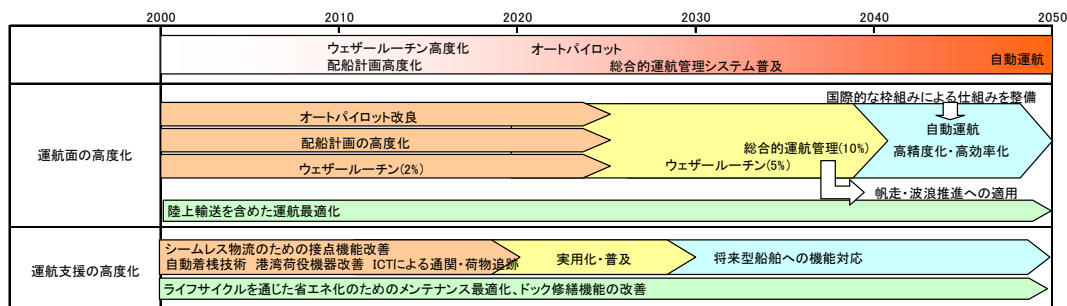 2000 2010 2020 2030 2040 2050
ウェザールーチン高度化 オートパイロット
配船計画高度化 総合的運航管理システム普及 自動運航
国際的な枠組みによる仕組みを整備
運航面の高度化
オートパイロット改良
配船計画の高度化
ウェザールーチン(2%)
総合的運航管理(10%)
ウェザールーチン(5%)
自動運航
高精度化・高効率化
帆走・波浪推進への適用
陸上輸送を含めた運航最適化
運航支援の高度化
シームレス物流のための接点機能改善
自動着桟技術 港湾荷役機器改善 ICTによる通関・荷物追跡
実用化・普及
将来型船舶への機能対応
ライフサイクルを通じた省エネ化のためのメンテナンス最適化、ドック修繕機能の改善